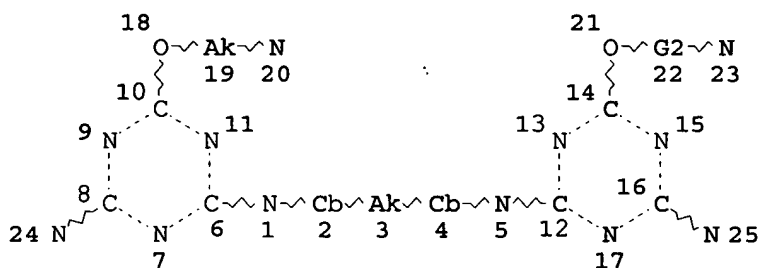 18 21
O Ak N O G2 N
19 20 22 23
10 14
C C
9 N N 11 13 N N 15
8 C C N Cb Ak Cb N C C 16
6 1 2 3 4 5 12
24 N N N N 25
7 17